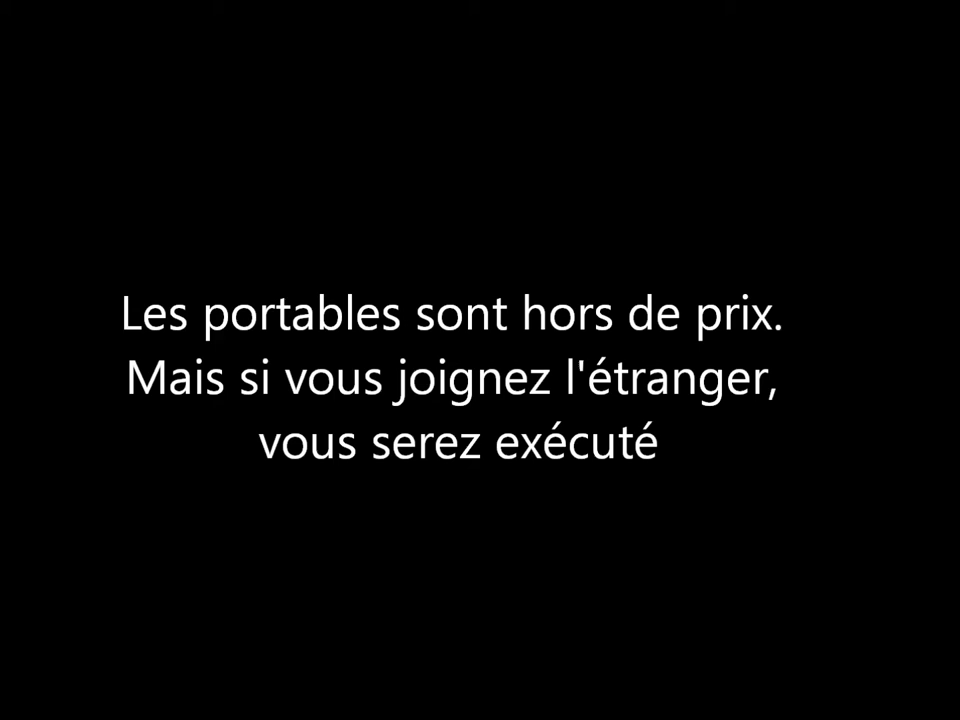 Les portables sont hors de prix.
Mais si vous joignez l'étranger,
vous serez exécuté